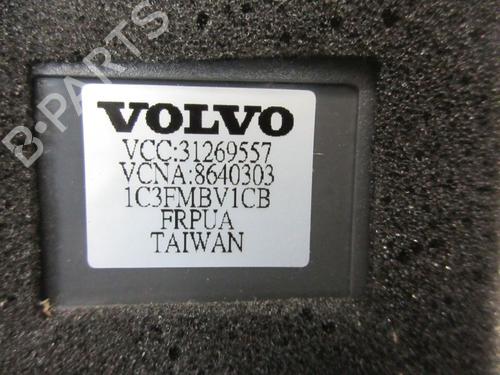 B-PARTS
VOLVO
VCC:31269557
VCNA:8640303
1C3FMBV1CB
FRPUA
TAIWAN